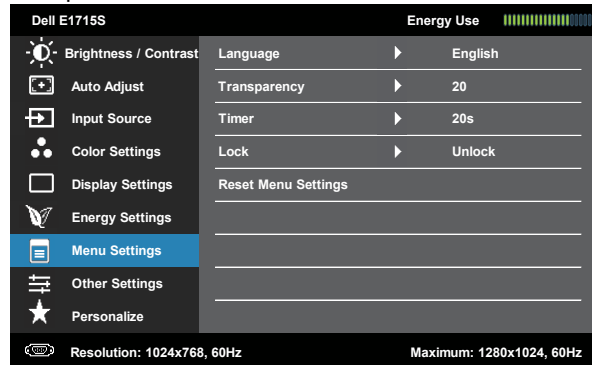 Dell E1715S Energy Use
Brightness / Contrast Language English
Auto Adjust Transparency 20
Input Source Timer 20s
Color Settings Lock Unlock
Display Settings Reset Menu Settings
Energy Settings
Menu Settings
Other Settings
Personalize
Resolution: 1024x768, 60Hz Maximum: 1280x1024, 60Hz